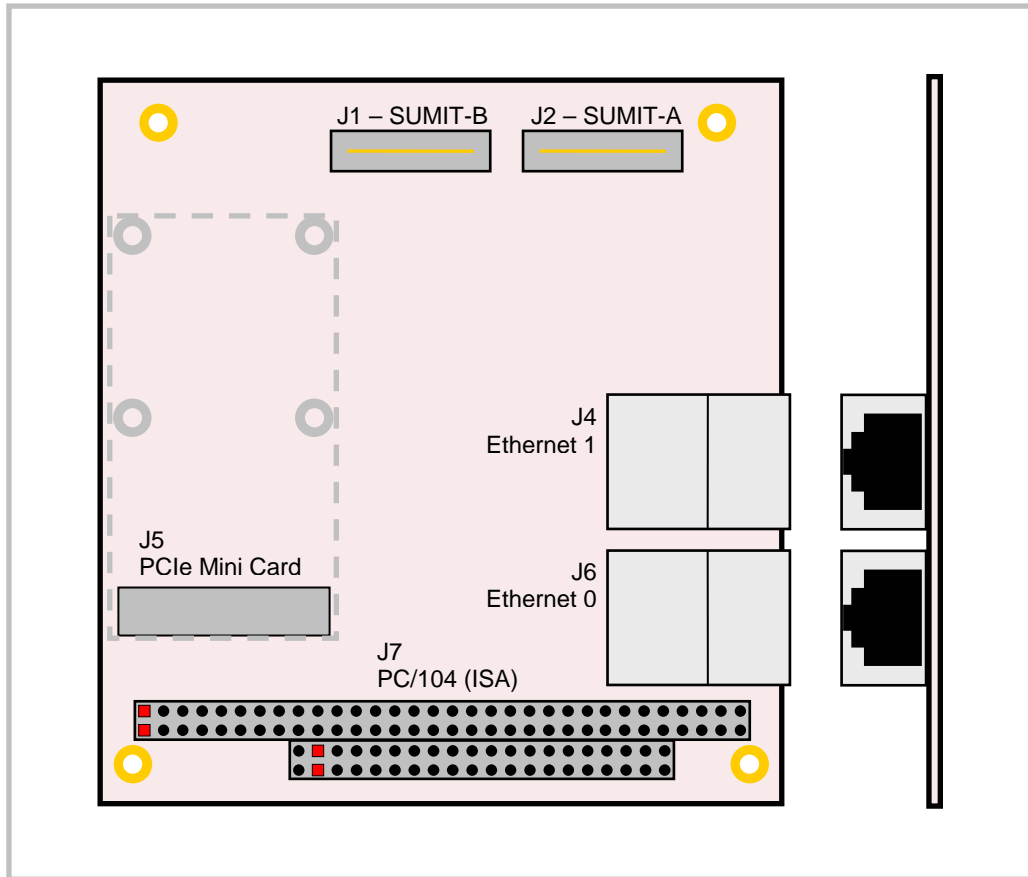 J1 – SUMIT-B
J2 – SUMIT-A
J4
Ethernet 1
J5
PCIe Mini Card
J6
Ethernet 0
J7
PC/104 (ISA)